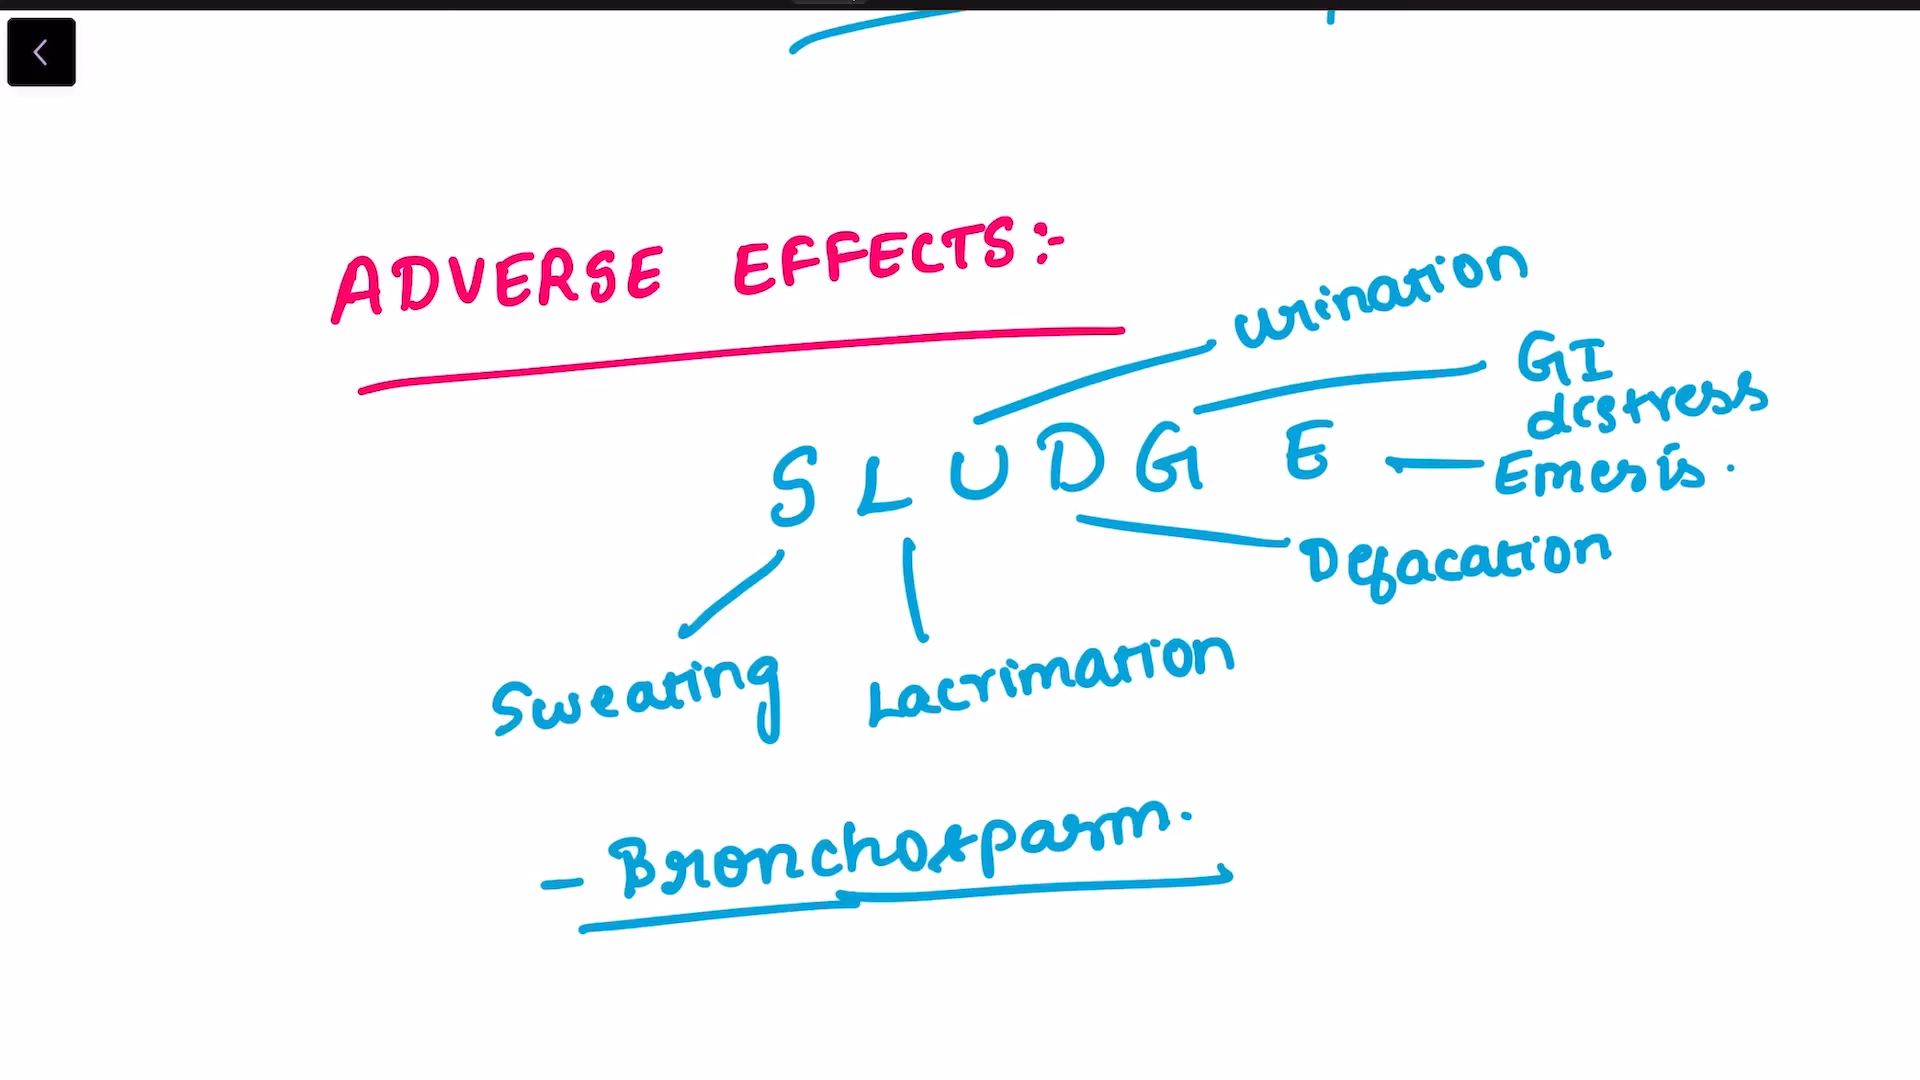 ADVERSE EFFECTS:-
urination
GI
distress
S L U D G E
Emesis.
Defacation
Sweating
Lacrimation
- Bronchospasm.